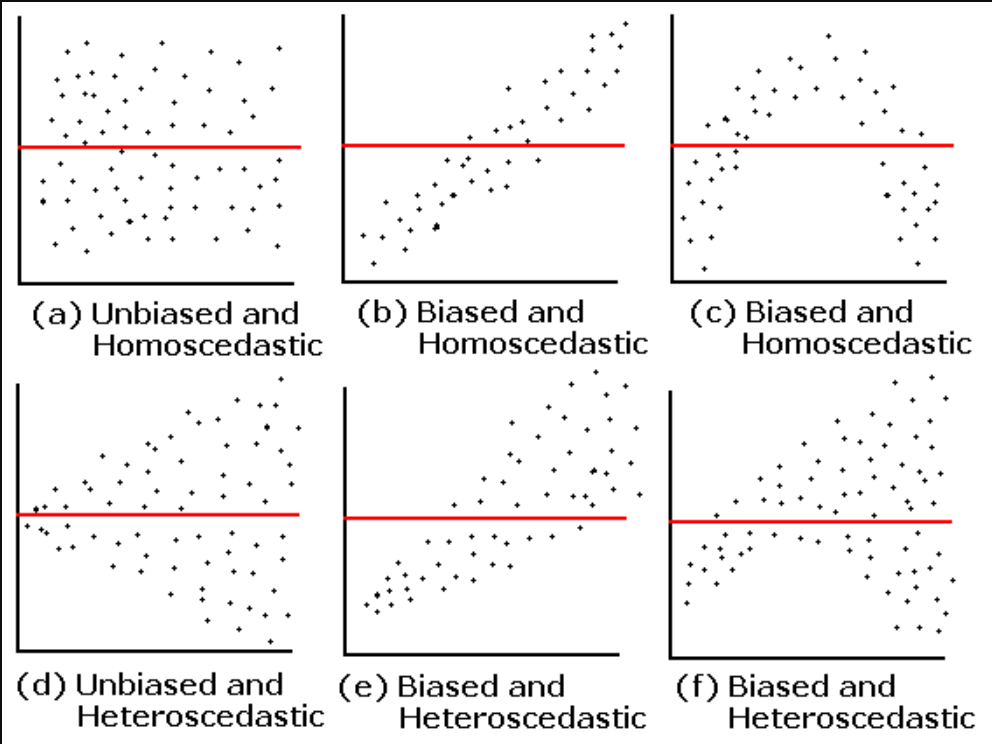 (a) Unbiased and
Homoscedastic
(b) Biased and
Homoscedastic
(c) Biased and
Homoscedastic
(d) Unbiased and
Heteroscedastic
(e) Biased and
Heteroscedastic
(f) Biased and
Heteroscedastic